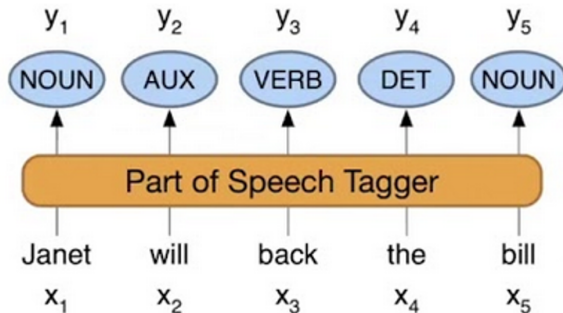 y1 y2 y3 y4 y5
NOUN AUX VERB DET NOUN
Part of Speech Tagger
Janet will back the bill
x1 x2 x3 x4 x5